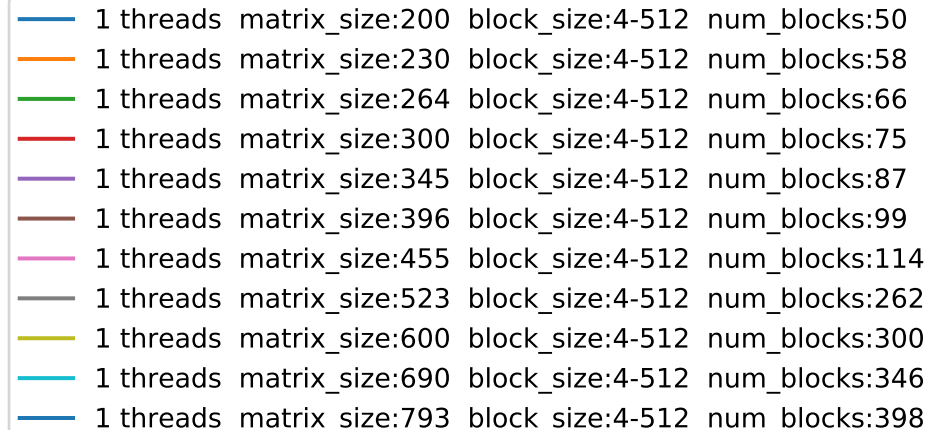 1 threads  matrix_size:200  block_size:4-512  num_blocks:50
1 threads  matrix_size:230  block_size:4-512  num_blocks:58
1 threads  matrix_size:264  block_size:4-512  num_blocks:66
1 threads  matrix_size:300  block_size:4-512  num_blocks:75
1 threads  matrix_size:345  block_size:4-512  num_blocks:87
1 threads  matrix_size:396  block_size:4-512  num_blocks:99
1 threads  matrix_size:455  block_size:4-512  num_blocks:114
1 threads  matrix_size:523  block_size:4-512  num_blocks:262
1 threads  matrix_size:600  block_size:4-512  num_blocks:300
1 threads  matrix_size:690  block_size:4-512  num_blocks:346
1 threads  matrix_size:793  block_size:4-512  num_blocks:398